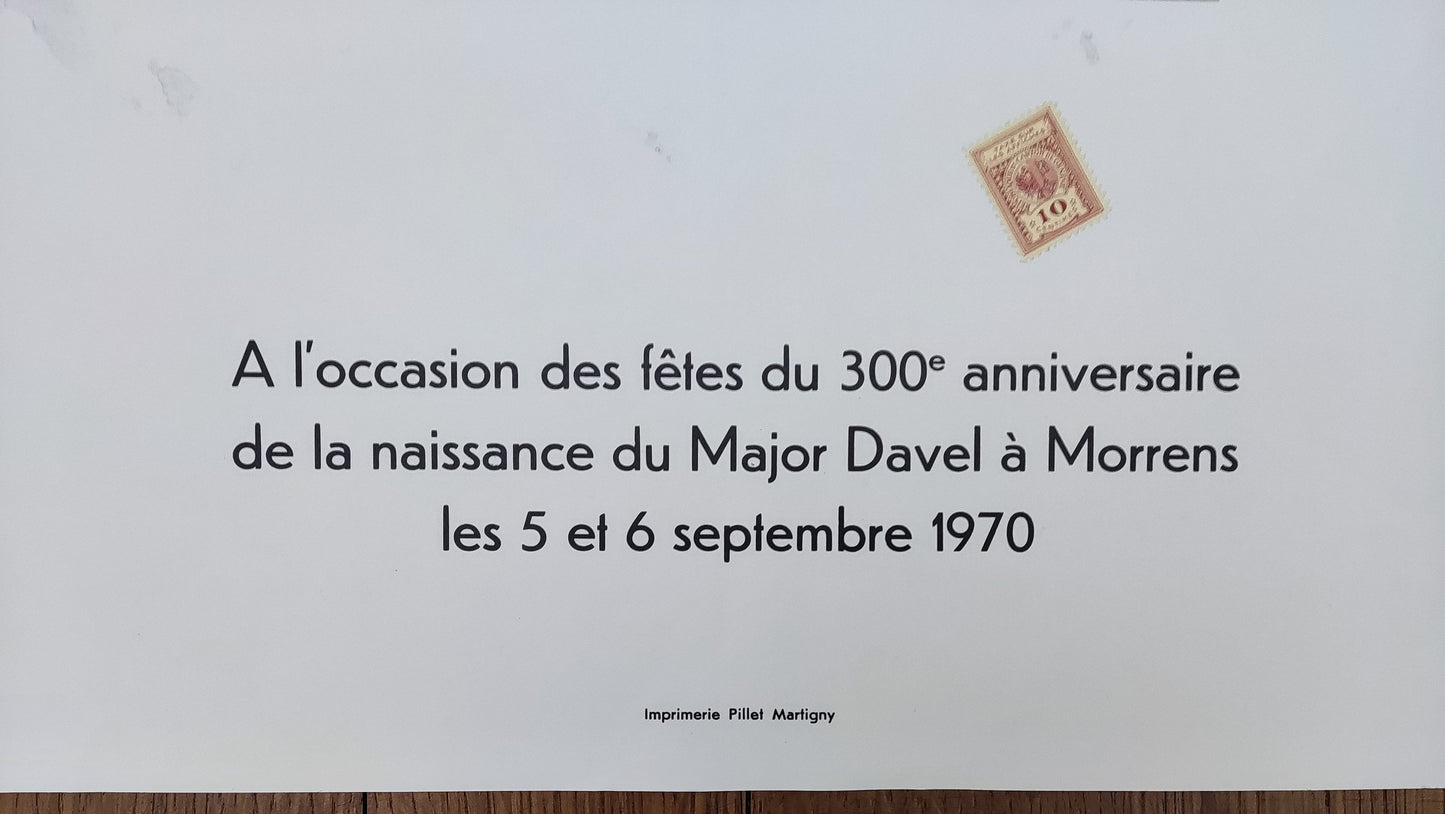 10
A l'occasion des fêtes du 300e anniversaire
de la naissance du Major Davel à Morrens
les 5 et 6 septembre 1970
Imprimerie Pillet Martigny